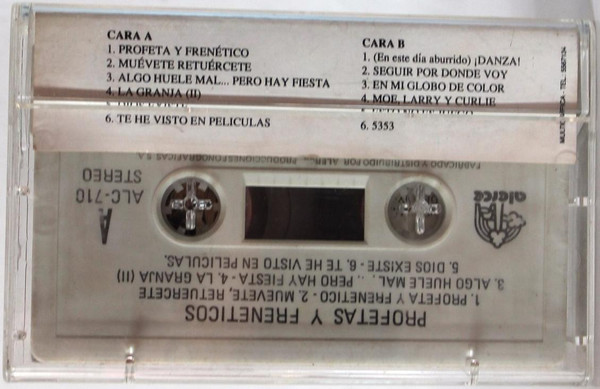 CARA A
1. PROFETA Y FRENÉTICO
2. MUÉVETE RETUÉRCETE
3. ALGO HUELE MAL... PERO HAY FIESTA
4. LA GRANJA (II)
6. TE HE VISTO EN PELICULAS
CARA B
1. (En este día aburrido) ¡DANZA!
2. SEGUIR POR DONDE VOY
3. EN MI GLOBO DE COLOR
4. MOE, LARRY Y CURLIE
6. 5353
PROFETAS Y FRENETICOS
1. PROFETA Y FRENETICO - 2. MUEVETE, RETUERCETE
3. ALGO HUELE MAL . . . PERO HAY FIESTA - 4. LA GRANJA (II)
5. DIOS EXISTE - 6. TE HE VISTO EN PELICULAS.
alerce
A
ALC-710
STEREO
FABRICADO Y DISTRIBUIDO POR ALERCE PRODUCCIONES FONOGRAFICAS S.A.